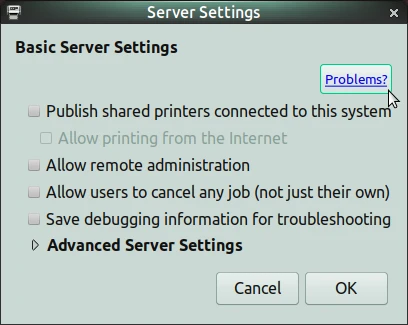 Server Settings
Basic Server Settings
Problems?
Publish shared printers connected to this system
Allow printing from the Internet
Allow remote administration
Allow users to cancel any job (not just their own)
Save debugging information for troubleshooting
Advanced Server Settings
Cancel OK